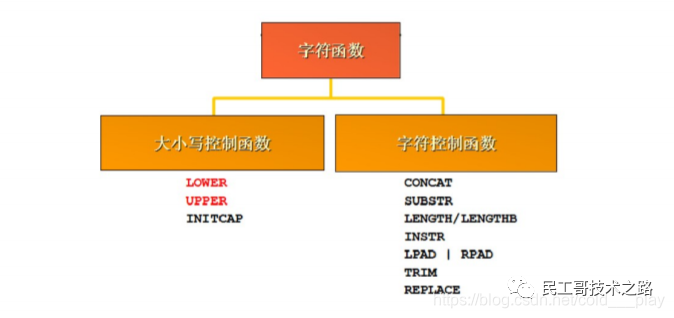 字符函数
大小写控制函数
字符控制函数
LOWER
UPPER
INITCAP
CONCAT
SUBSTR
LENGTH/LENGTHB
INSTR
LPAD | RPAD
TRIM
REPLACE
民工哥技术之路
https://blog.csdn.net/cold___play